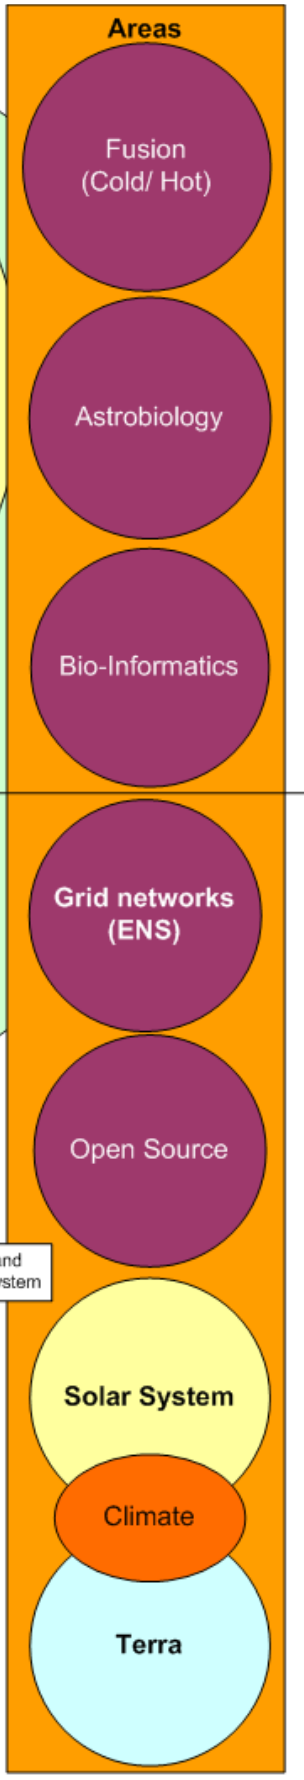 Areas
Fusion
(Cold/ Hot)
Astrobiology
Bio-Informatics
Grid networks
(ENS)
Open Source
Solar System
Climate
Terra